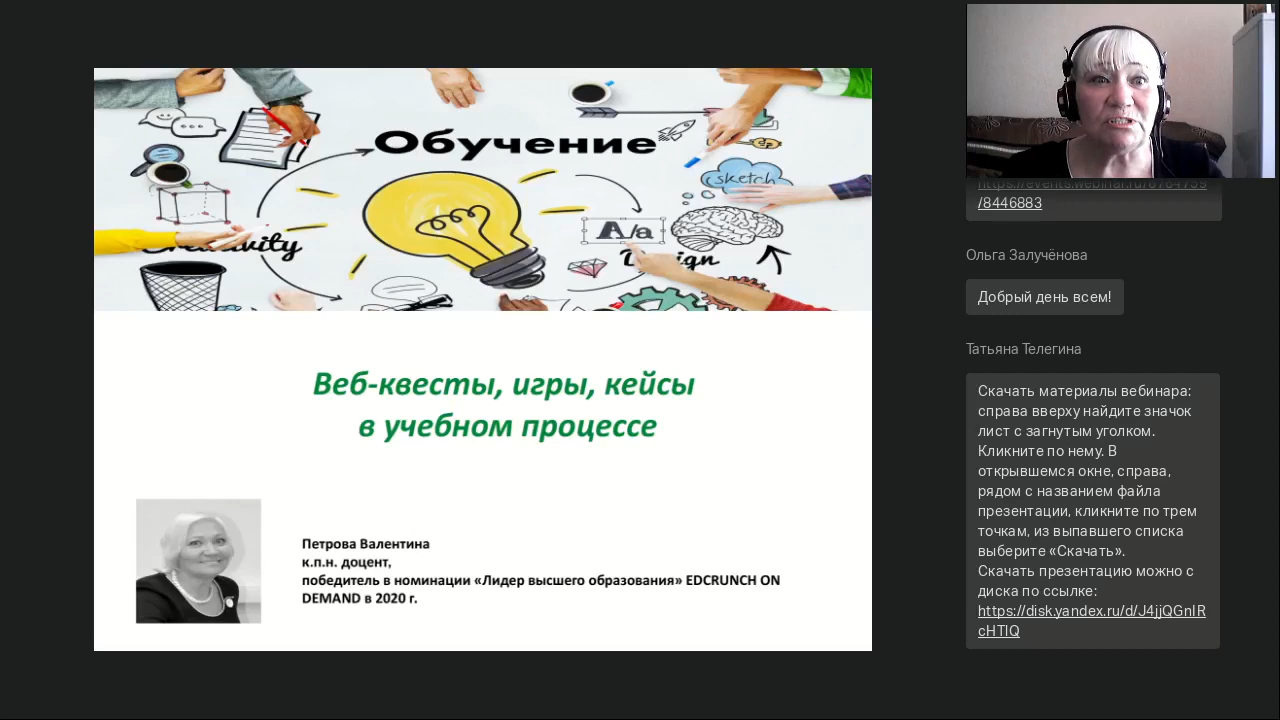 Обучение
sketch
Creativity
A/a
Design
Веб-квесты, игры, кейсы
в учебном процессе
Петрова Валентина
к.п.н. доцент,
победитель в номинации «Лидер высшего образования» EDCRUNCH ON
DEMAND в 2020 г.
/8446883
Ольга Залучёнова
Добрый день всем!
Татьяна Телегина
Скачать материалы вебинара:
справа вверху найдите значок
лист с загнутым уголком.
Кликните по нему. В
открывшемся окне, справа,
рядом с названием файла
презентации, кликните по трем
точкам, из выпавшего списка
выберите «Скачать».
Скачать презентацию можно с
диска по ссылке:
https://disk.yandex.ru/d/J4jjQGnIR
cHTlQ